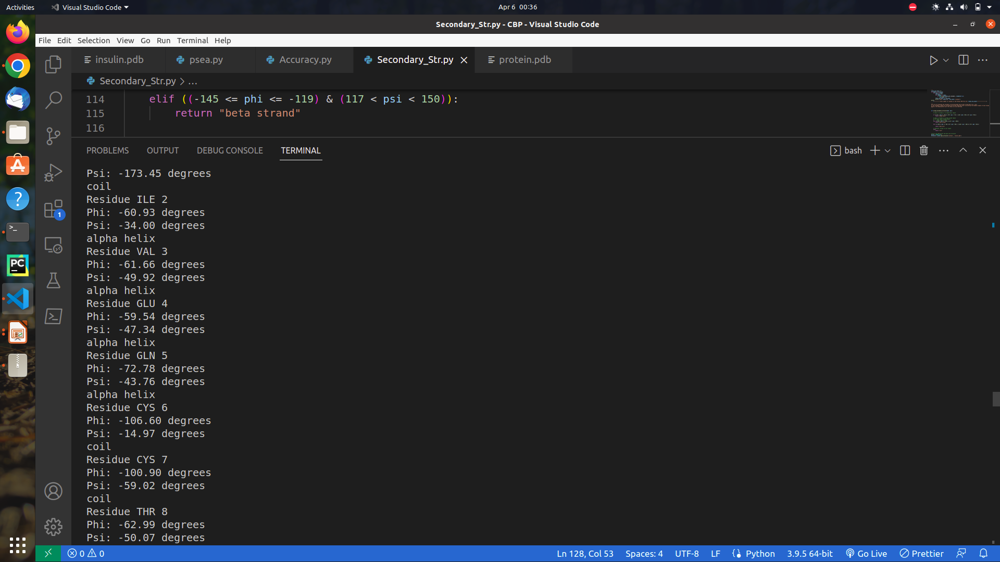 Activities
Visual Studio Code
Apr 6 00:36
Secondary_Str.py - CBP - Visual Studio Code
File Edit Selection View Go Run Terminal Help
insulin.pdb
psea.py
Accuracy.py
Secondary_Str.py
protein.pdb
Secondary_Str.py > ...
114 elif ((-145 <= phi <= -119) & (117 < psi < 150)):
115 return "beta strand"
116
PROBLEMS OUTPUT DEBUG CONSOLE TERMINAL
bash
Psi: -173.45 degrees
coil
Residue ILE 2
Phi: -60.93 degrees
Psi: -34.00 degrees
alpha helix
Residue VAL 3
Phi: -61.66 degrees
Psi: -49.92 degrees
alpha helix
Residue GLU 4
Phi: -59.54 degrees
Psi: -47.34 degrees
alpha helix
Residue GLN 5
Phi: -72.78 degrees
Psi: -43.76 degrees
alpha helix
Residue CYS 6
Phi: -106.60 degrees
Psi: -14.97 degrees
coil
Residue CYS 7
Phi: -100.90 degrees
Psi: -59.02 degrees
coil
Residue THR 8
Phi: -62.99 degrees
Psi: -50.07 degrees
1
PC
0 0
Ln 128, Col 53
Spaces: 4
UTF-8
LF
Python
3.9.5 64-bit
Go Live
Prettier